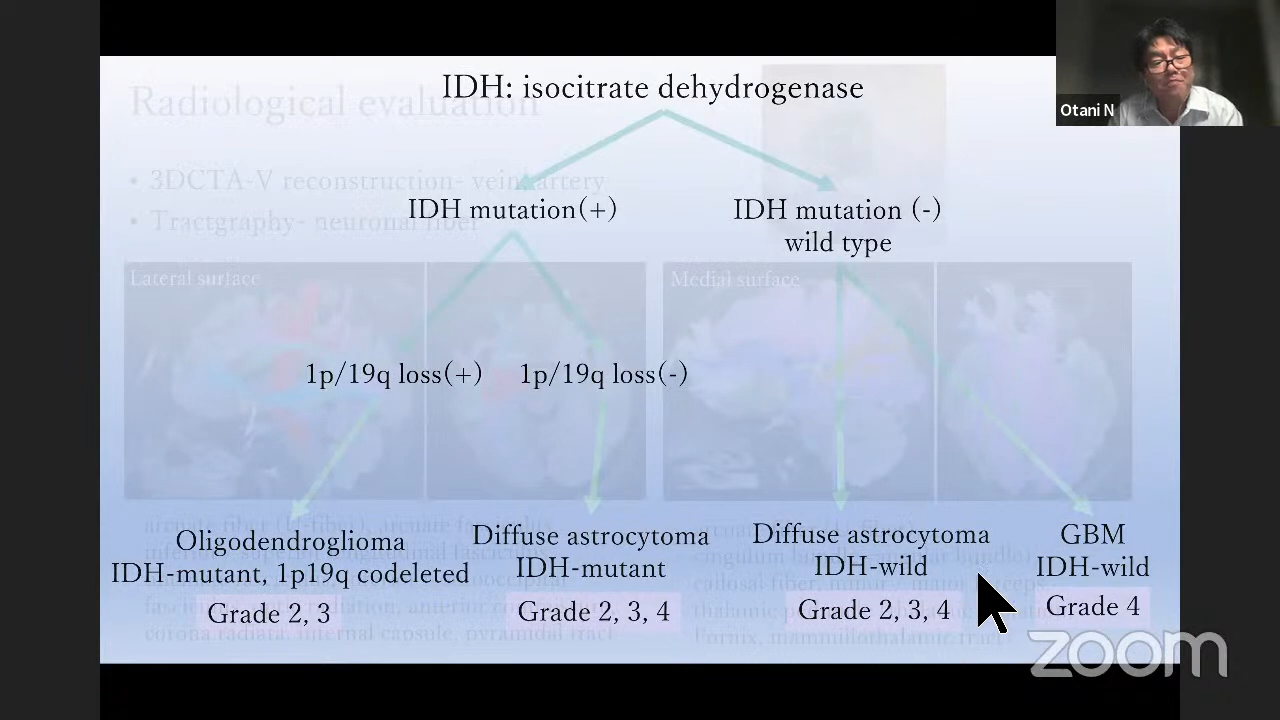 IDH: isocitrate dehydrogenase
Radiological evaluation
Otani N
• 3DCTA-V reconstruction- vein, artery
• Tractgraphy- neuronal fiber
IDH mutation(+)
IDH mutation (-)
wild type
Lateral surface
Medial surface
1p/19q loss(+)
1p/19q loss(-)
Oligodendroglioma
IDH-mutant, 1p19q codeleted
Grade 2, 3
Diffuse astrocytoma
IDH-mutant
Grade 2, 3, 4
Diffuse astrocytoma
IDH-wild
Grade 2, 3, 4
GBM
IDH-wild
Grade 4
zoom